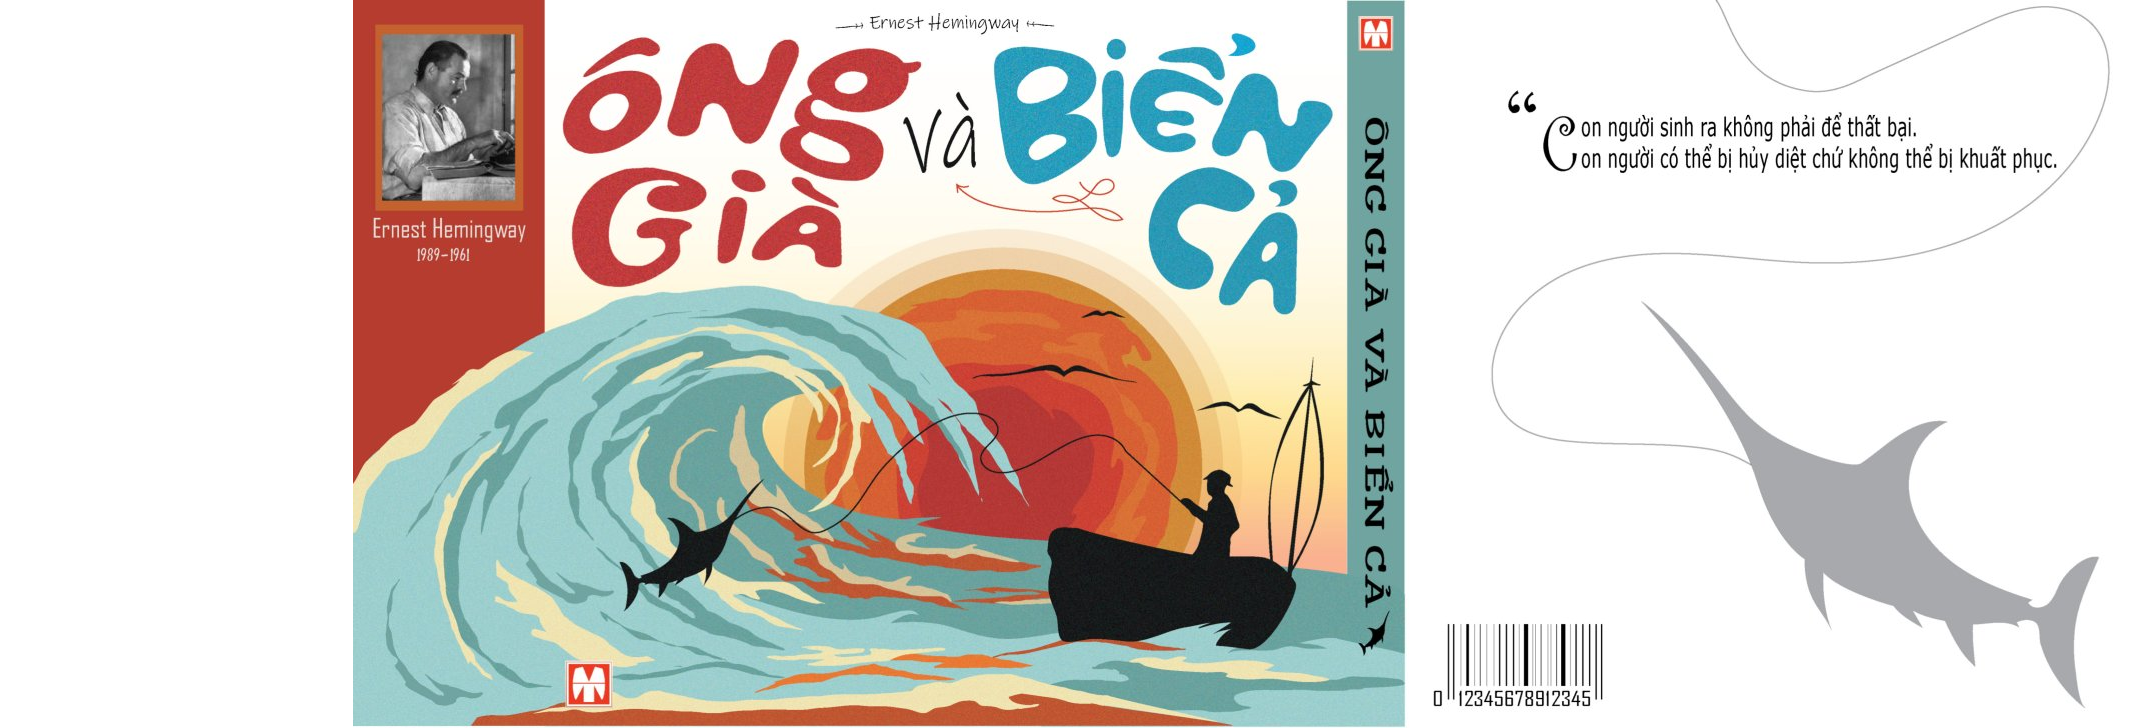 Ernest Hemingway
ÔNG
GIÀ
và
BIỂN
CẢ
Ernest Hemingway
1989-1961
ÔNG GIÀ VÀ BIỂN CẢ
“Con người sinh ra không phải để thất bại.
Con người có thể bị hủy diệt chứ không thể bị khuất phục.
0 12345678912345